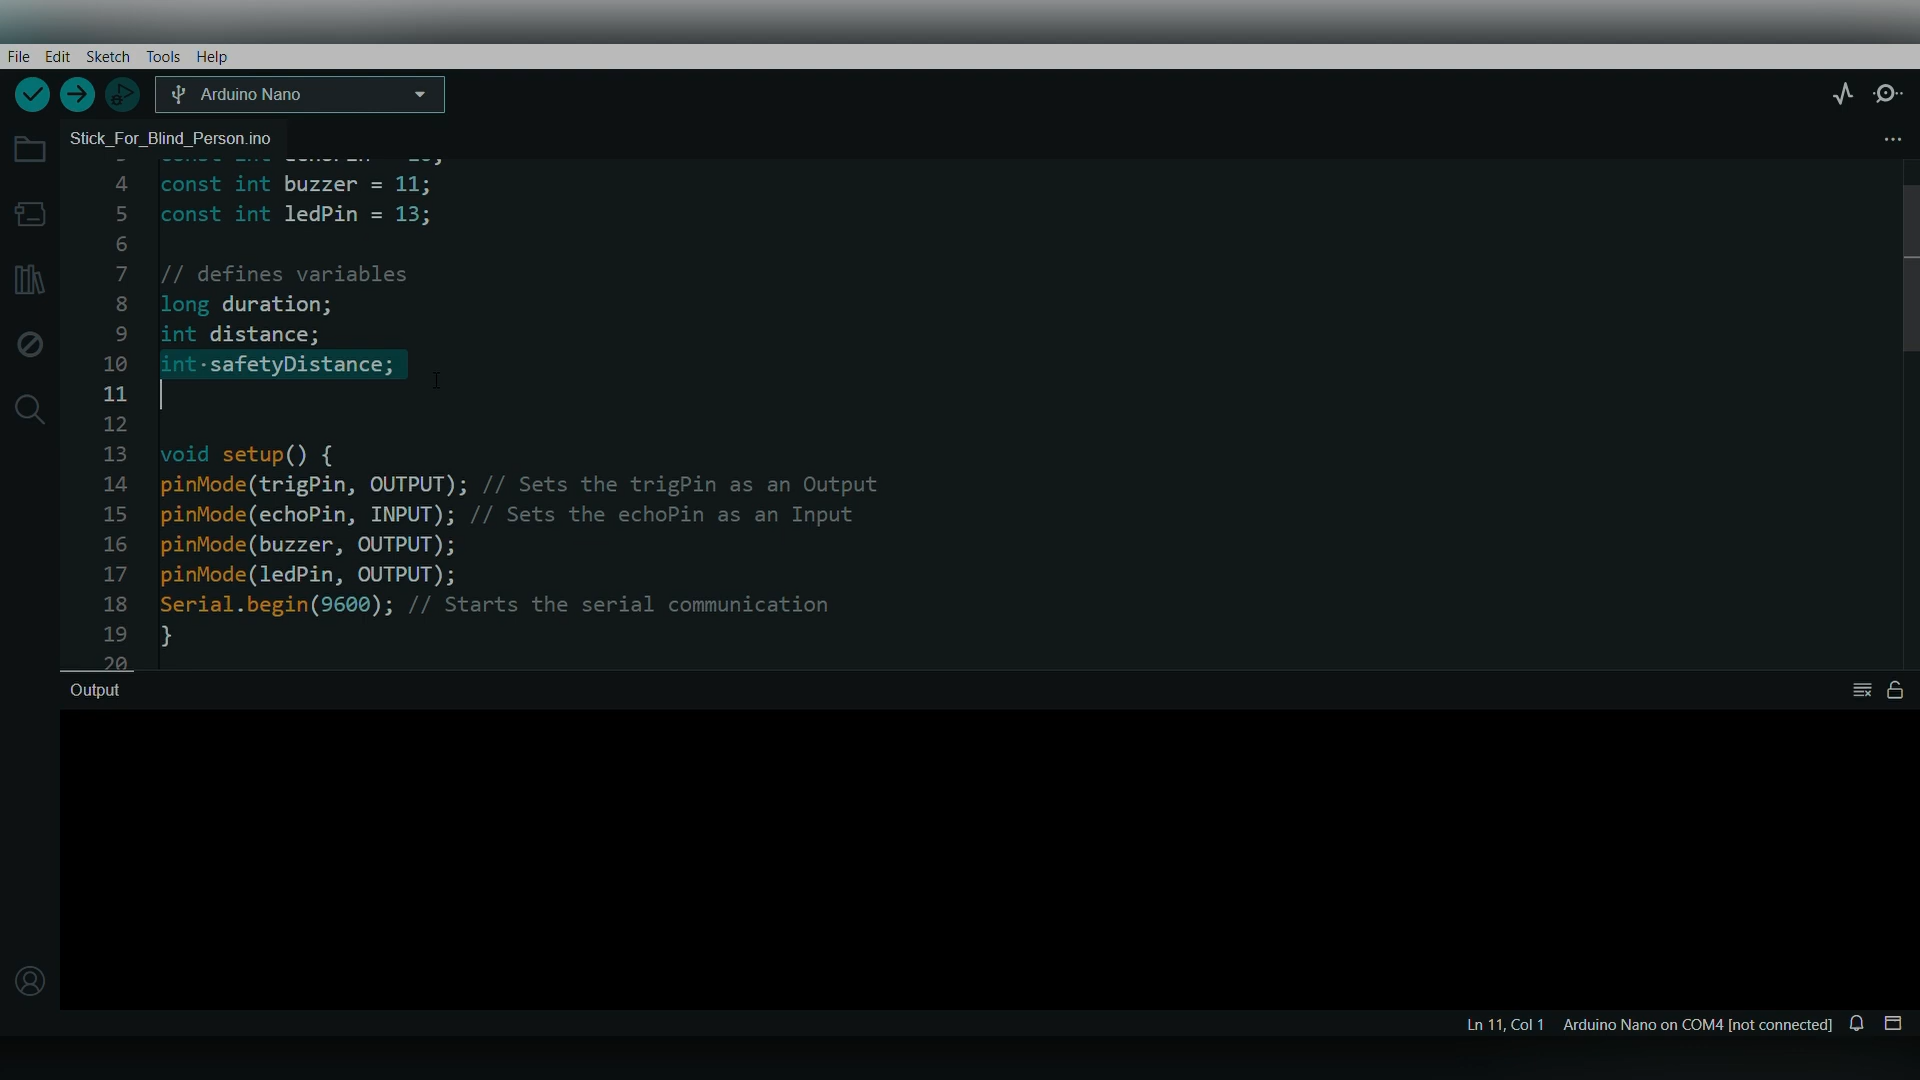 File Edit Sketch Tools Help
Arduino Nano
Stick_For_Blind_Person.ino
4 const int buzzer = 11;
5 const int ledPin = 13;
6
7 // defines variables
8 long duration;
9 int distance;
10 int·safetyDistance;
11
12
13 void setup() {
14 pinMode(trigPin, OUTPUT); // Sets the trigPin as an Output
15 pinMode(echoPin, INPUT); // Sets the echoPin as an Input
16 pinMode(buzzer, OUTPUT);
17 pinMode(ledPin, OUTPUT);
18 Serial.begin(9600); // Starts the serial communication
19 }
20
Output
Ln 11, Col 1 Arduino Nano on COM4 [not connected]